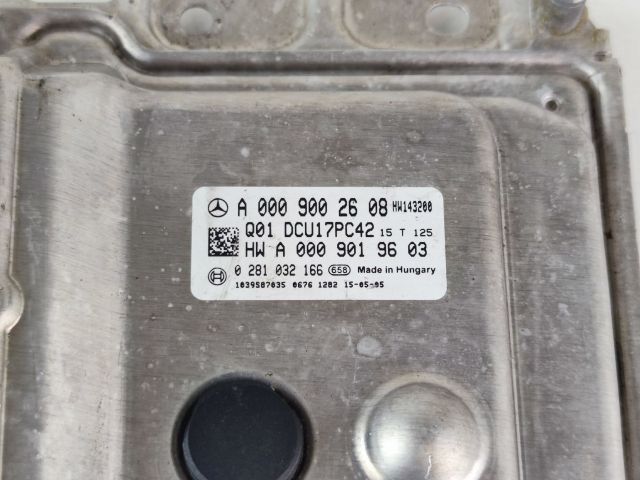 A 000 900 26 08 HW143200
Q01 DCU17PC42 15 T 125
HW A 000 901 96 03
0 281 032 166 658 Made in Hungary
1039S87035 0676 1282 15-05-05